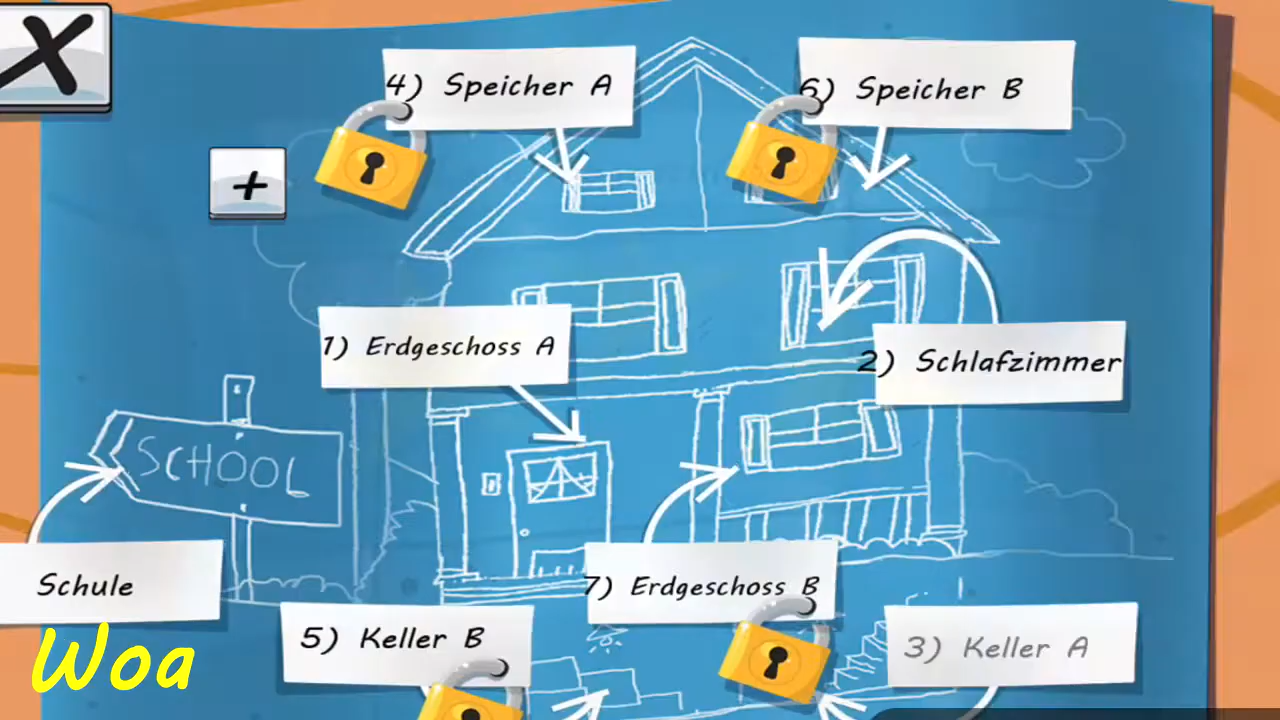 X
4) Speicher A
6) Speicher B
+
1) Erdgeschoss A
2) Schlafzimmer
SCHOOL
Schule
7) Erdgeschoss B
5) Keller B
3) Keller A
Woa